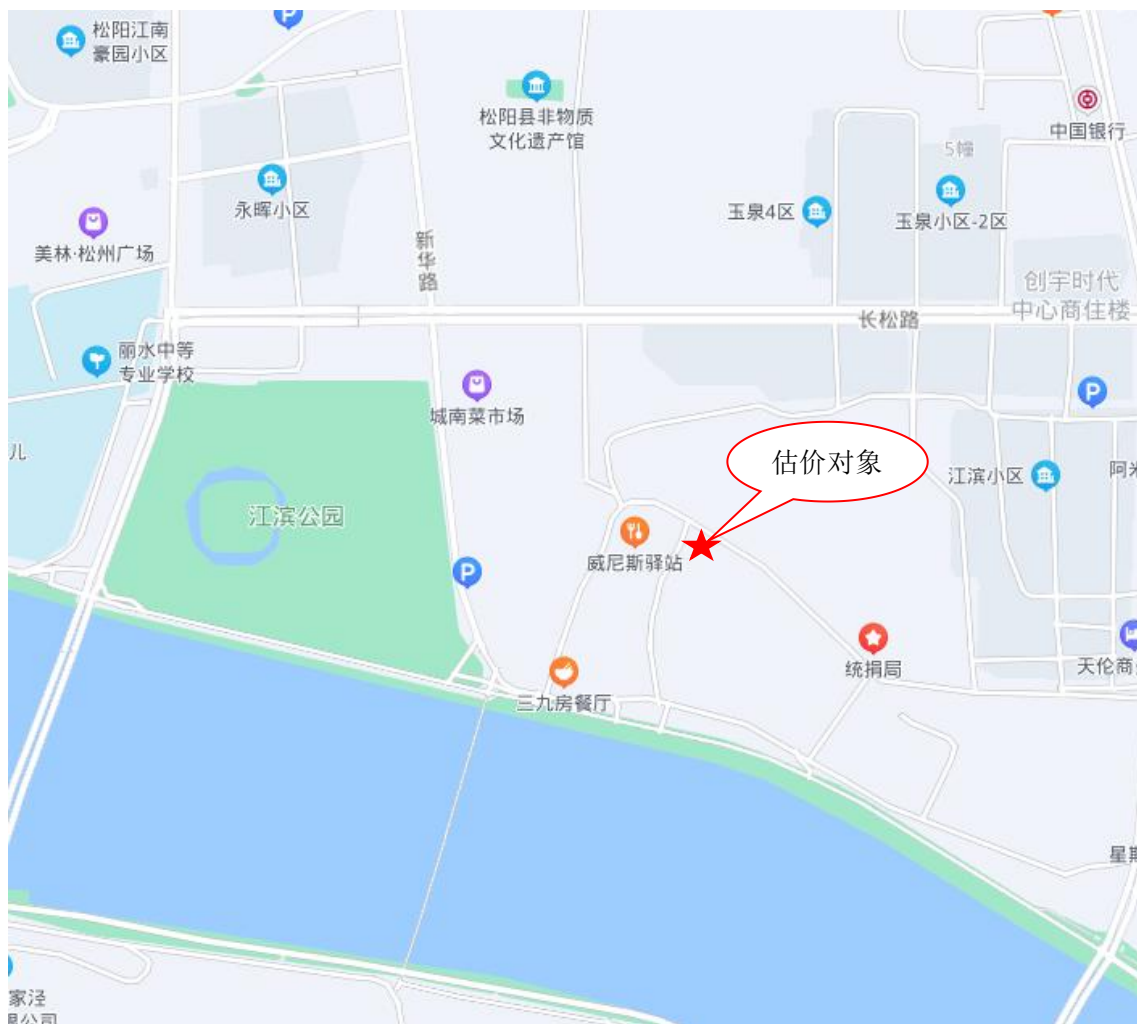 松阳江南
豪园小区
P
松阳县非物质
文化遗产馆
中国银行
5幢
永晖小区
玉泉4区
玉泉小区-2区
美林·松州广场
新华路
创宇时代
中心商住楼
长松路
丽水中等
专业学校
城南菜市场
P
儿
估价对象
江滨小区
江滨公园
威尼斯驿站
P
统捐局
天伦商
三九房餐厅
家泾